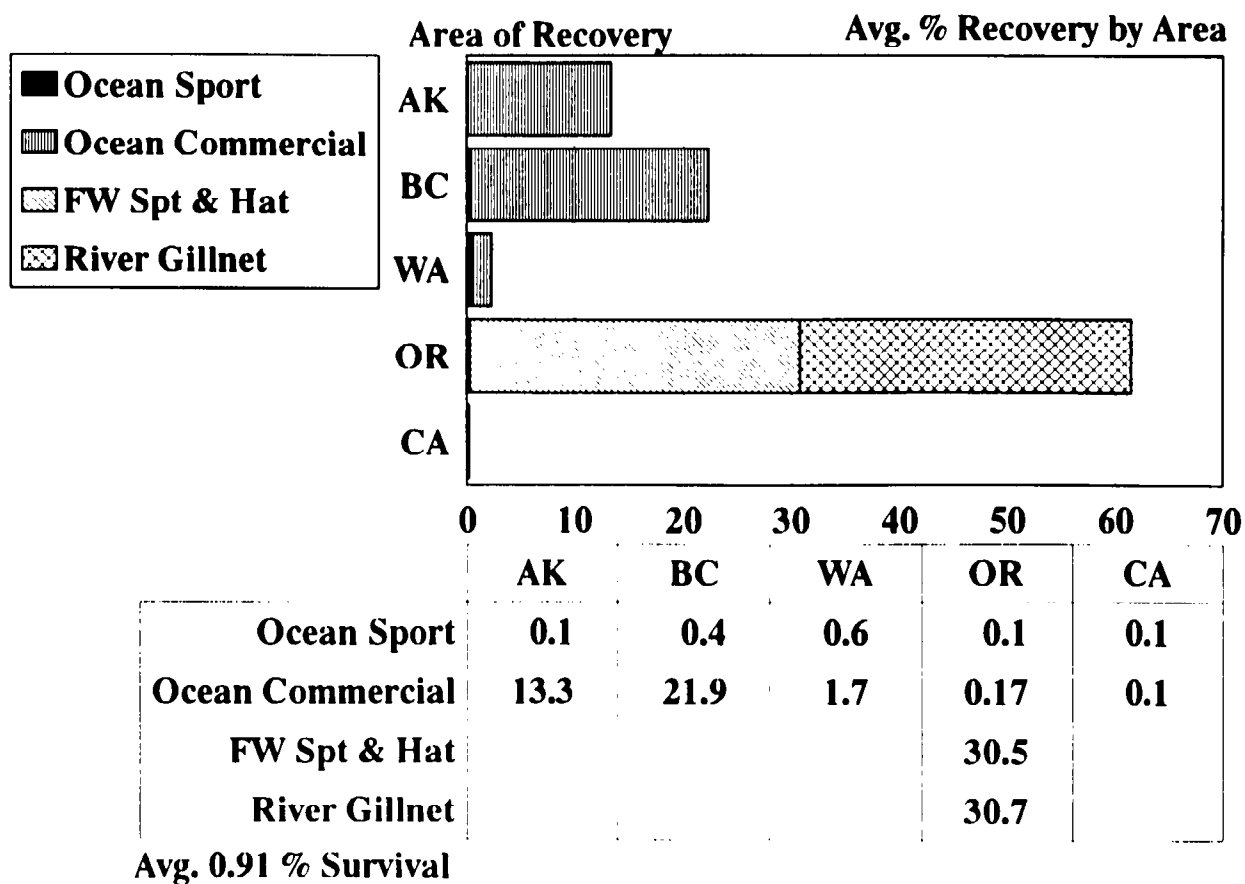 Area of Recovery Avg. % Recovery by Area
Ocean Sport
Ocean Commercial
FW Spt & Hat
River Gillnet
AK
BC
WA
OR
CA
0 10 20 30 40 50 60 70
AK BC WA OR CA
Ocean Sport 0.1 0.4 0.6 0.1 0.1
Ocean Commercial 13.3 21.9 1.7 0.17 0.1
FW Spt & Hat 30.5
River Gillnet 30.7
Avg. 0.91 % Survival